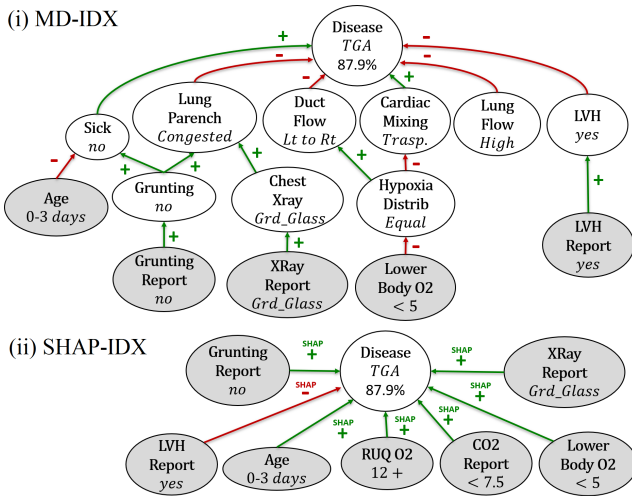 (i) MD-IDX
Disease
TGA
87.9%
+
-
-
-
+
-
-
Sick
no
Lung
Parench
Congested
Duct
Flow
Lt to Rt
Cardiac
Mixing
Trasp.
Lung
Flow
High
LVH
yes
-
+
+
+
+
-
+
Age
0-3 days
Grunting
no
Chest
Xray
Grd_Glass
Hypoxia
Distrib
Equal
+
+
-
Grunting
Report
no
XRay
Report
Grd_Glass
Lower
Body O2
< 5
LVH
Report
yes
(ii) SHAP-IDX
Grunting
Report
no
SHAP
+
Disease
TGA
87.9%
SHAP
+
XRay
Report
Grd_Glass
SHAP
-
SHAP
+
SHAP
+
SHAP
+
SHAP
+
SHAP
+
LVH
Report
yes
Age
0-3 days
RUQ O2
12 +
CO2
Report
< 7.5
Lower
Body O2
< 5